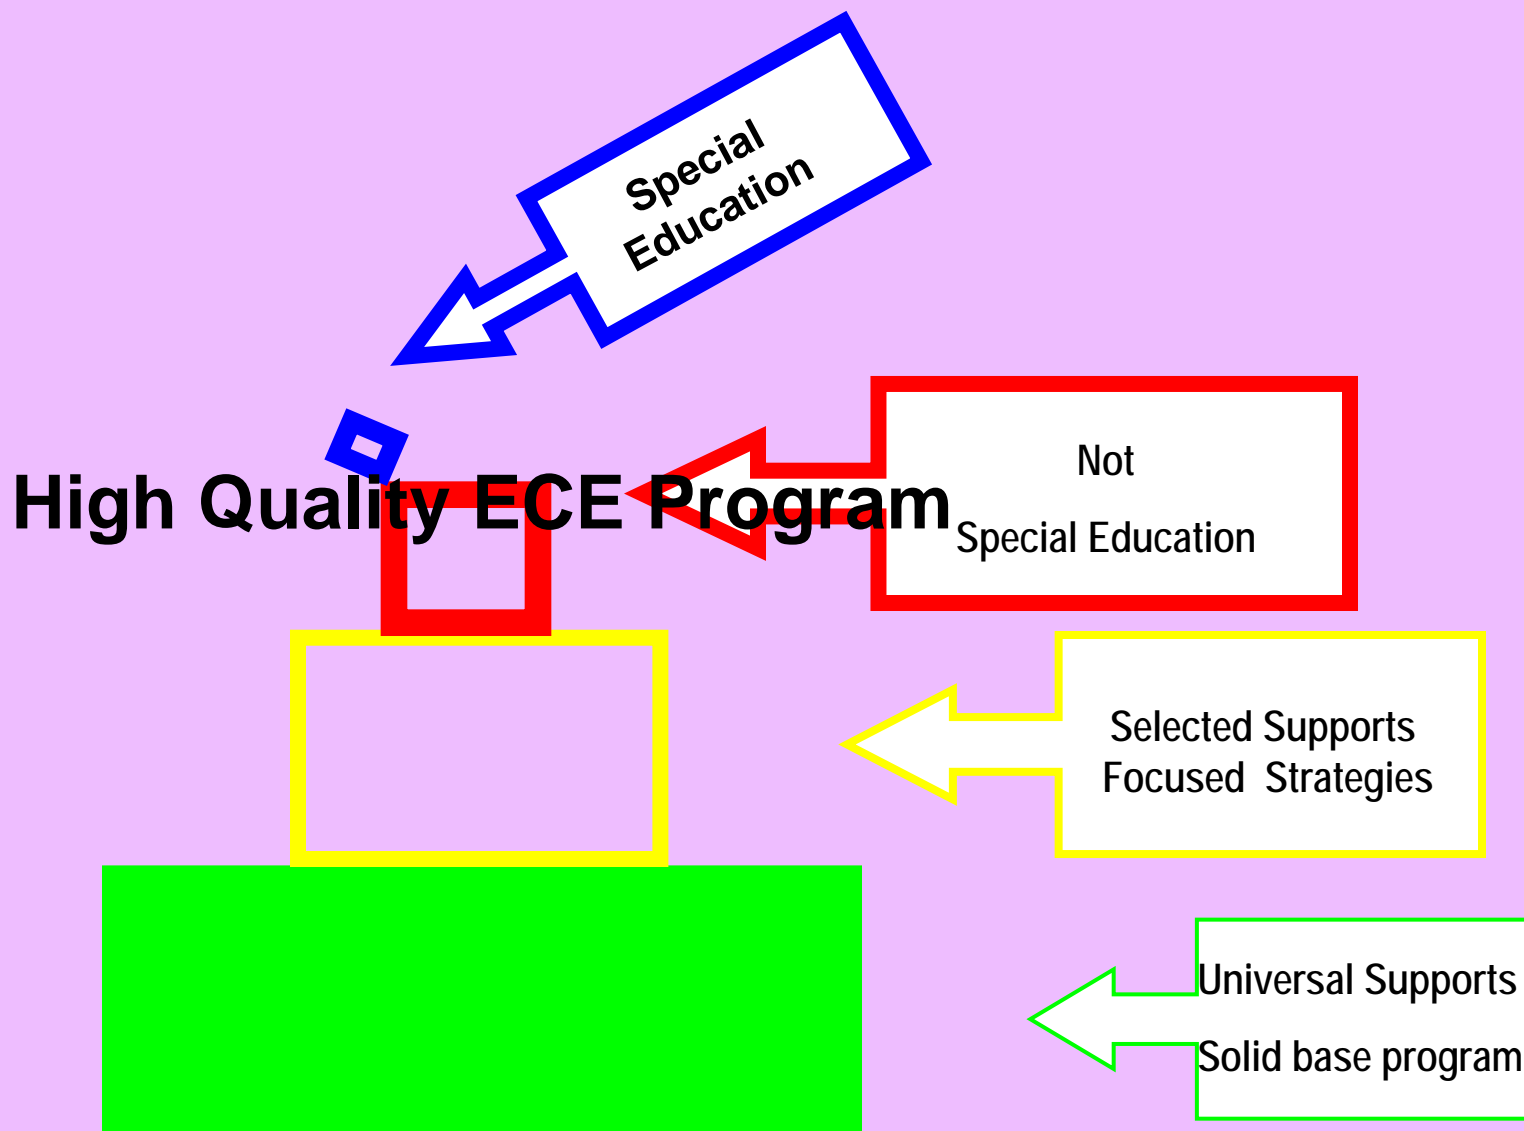 Special
Education
High Quality ECE Program
Not
Special Education
Selected Supports
Focused Strategies
Universal Supports
Solid base program